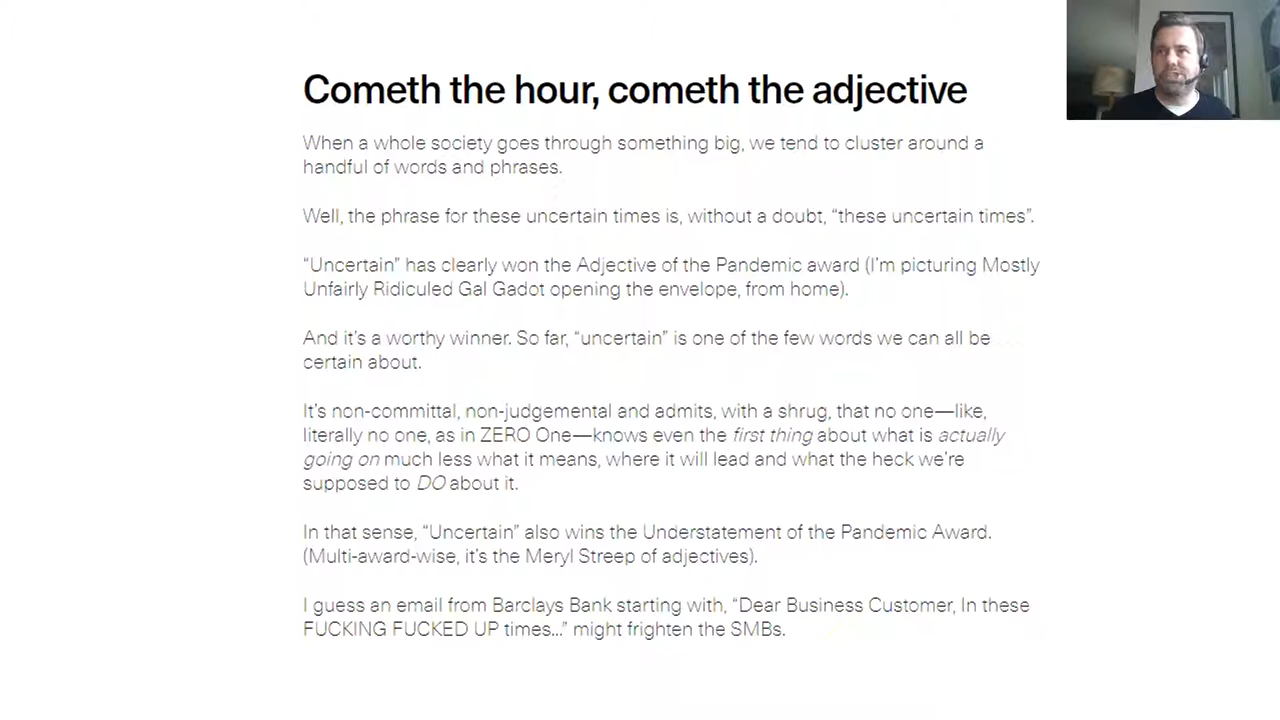 Cometh the hour, cometh the adjective
When a whole society goes through something big, we tend to cluster around a
handful of words and phrases.
Well, the phrase for these uncertain times is, without a doubt, “these uncertain times”.
“Uncertain” has clearly won the Adjective of the Pandemic award (I’m picturing Mostly
Unfairly Ridiculed Gal Gadot opening the envelope, from home).
And it’s a worthy winner. So far, “uncertain” is one of the few words we can all be
certain about.
It’s non-committal, non-judgemental and admits, with a shrug, that no one—like,
literally no one, as in ZERO One—knows even the first thing about what is actually
going on much less what it means, where it will lead and what the heck we’re
supposed to DO about it.
In that sense, “Uncertain” also wins the Understatement of the Pandemic Award.
(Multi-award-wise, it’s the Meryl Streep of adjectives).
I guess an email from Barclays Bank starting with, “Dear Business Customer, In these
FUCKING FUCKED UP times...” might frighten the SMBs.